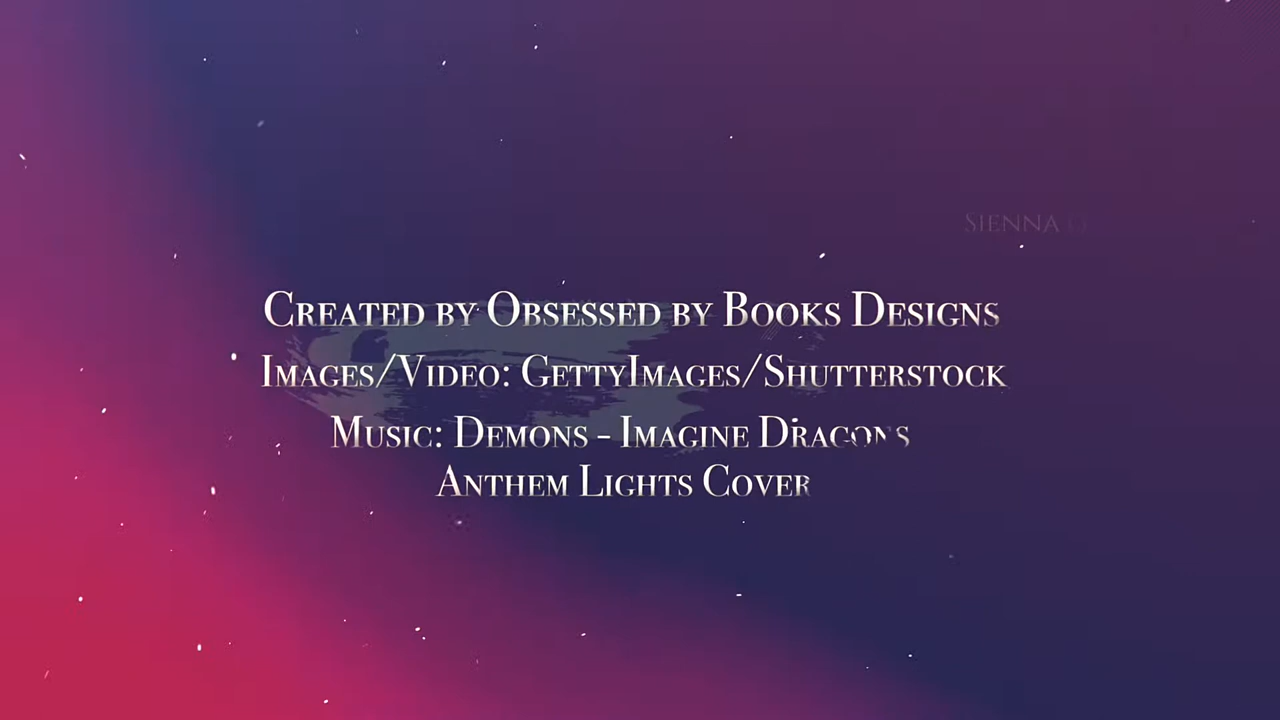 Sienna
Created by Obsessed by Books Designs
Images/Video: GettyImages/Shutterstock
Music: Demons - Imagine Dragons
Anthem Lights Cover